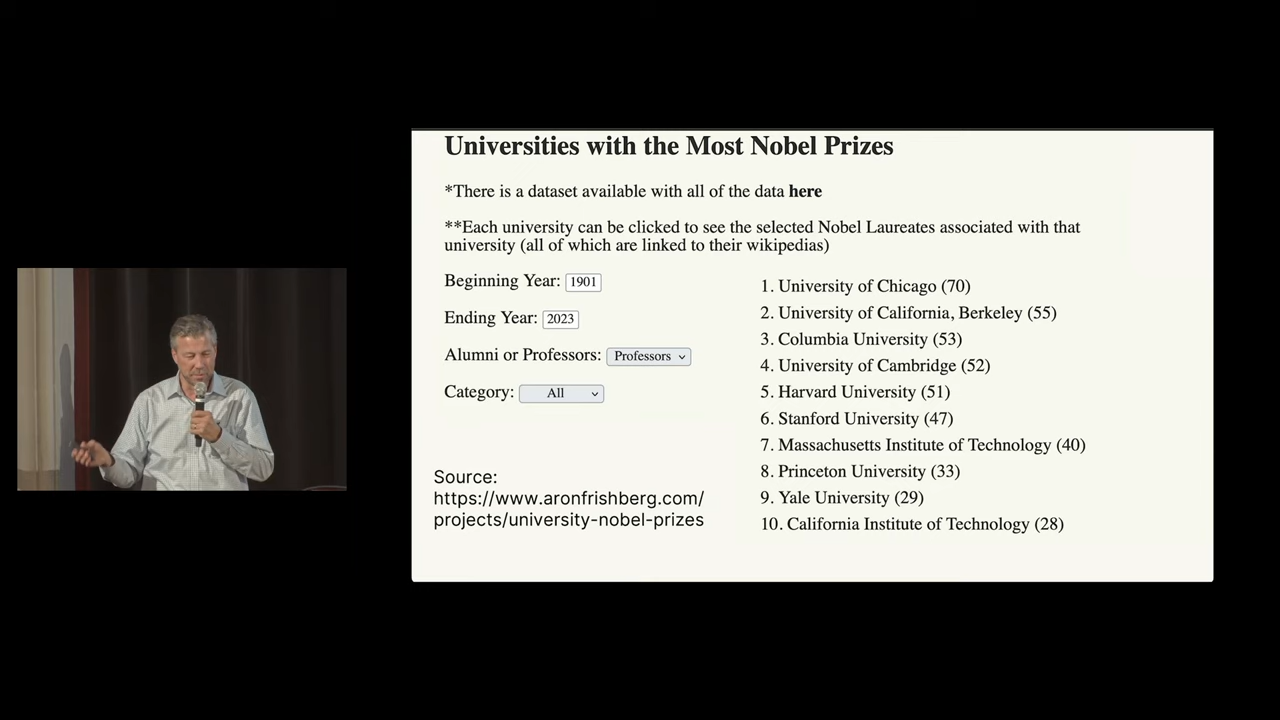 Universities with the Most Nobel Prizes
*There is a dataset available with all of the data here
**Each university can be clicked to see the selected Nobel Laureates associated with that
university (all of which are linked to their wikipedias)
Beginning Year: 1901
Ending Year: 2023
Alumni or Professors: Professors
Category: All
Source:
https://www.aronfrishberg.com/
projects/university-nobel-prizes
1. University of Chicago (70)
2. University of California, Berkeley (55)
3. Columbia University (53)
4. University of Cambridge (52)
5. Harvard University (51)
6. Stanford University (47)
7. Massachusetts Institute of Technology (40)
8. Princeton University (33)
9. Yale University (29)
10. California Institute of Technology (28)